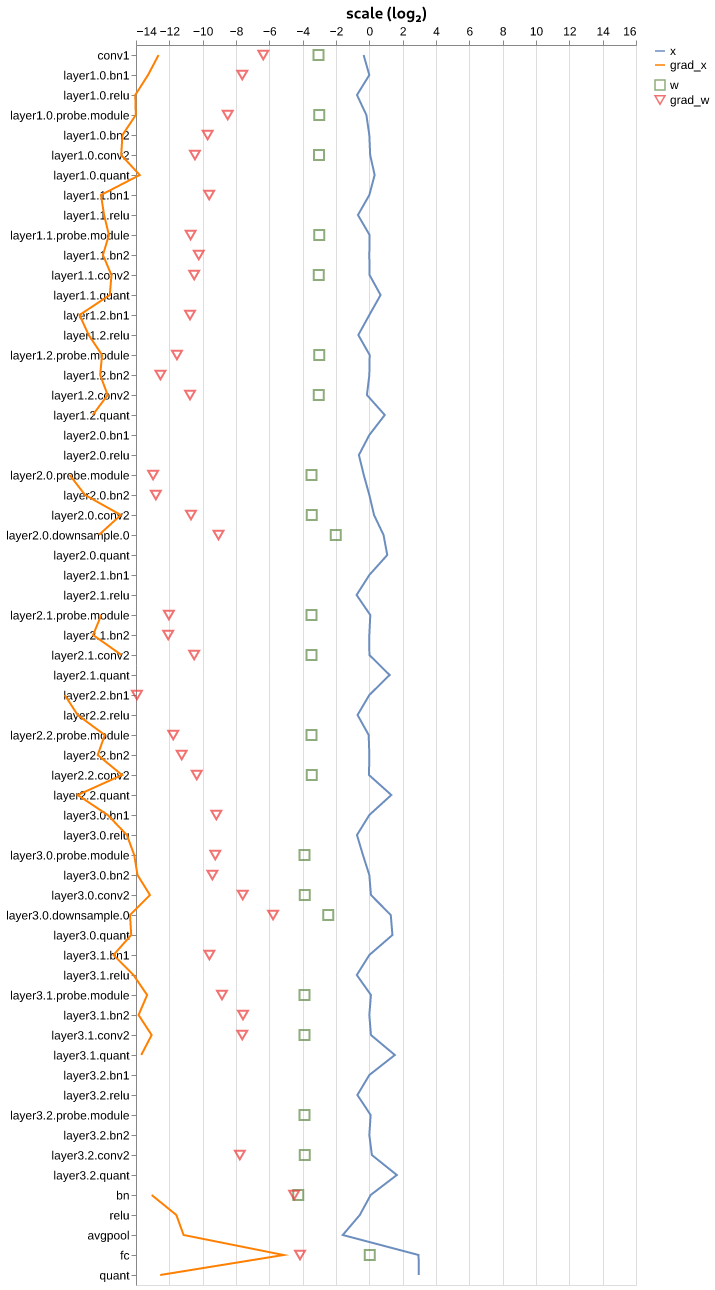 scale (log₂)
−14 −12 −10 −8 −6 −4 −2 0 2 4 6 8 10 12 14 16
x
grad_x
w
grad_w
conv1
layer1.0.bn1
layer1.0.relu
layer1.0.probe.module
layer1.0.bn2
layer1.0.conv2
layer1.0.quant
layer1.1.bn1
layer1.1.relu
layer1.1.probe.module
layer1.1.bn2
layer1.1.conv2
layer1.1.quant
layer1.2.bn1
layer1.2.relu
layer1.2.probe.module
layer1.2.bn2
layer1.2.conv2
layer1.2.quant
layer2.0.bn1
layer2.0.relu
layer2.0.probe.module
layer2.0.bn2
layer2.0.conv2
layer2.0.downsample.0
layer2.0.quant
layer2.1.bn1
layer2.1.relu
layer2.1.probe.module
layer2.1.bn2
layer2.1.conv2
layer2.1.quant
layer2.2.bn1
layer2.2.relu
layer2.2.probe.module
layer2.2.bn2
layer2.2.conv2
layer2.2.quant
layer3.0.bn1
layer3.0.relu
layer3.0.probe.module
layer3.0.bn2
layer3.0.conv2
layer3.0.downsample.0
layer3.0.quant
layer3.1.bn1
layer3.1.relu
layer3.1.probe.module
layer3.1.bn2
layer3.1.conv2
layer3.1.quant
layer3.2.bn1
layer3.2.relu
layer3.2.probe.module
layer3.2.bn2
layer3.2.conv2
layer3.2.quant
bn
relu
avgpool
fc
quant